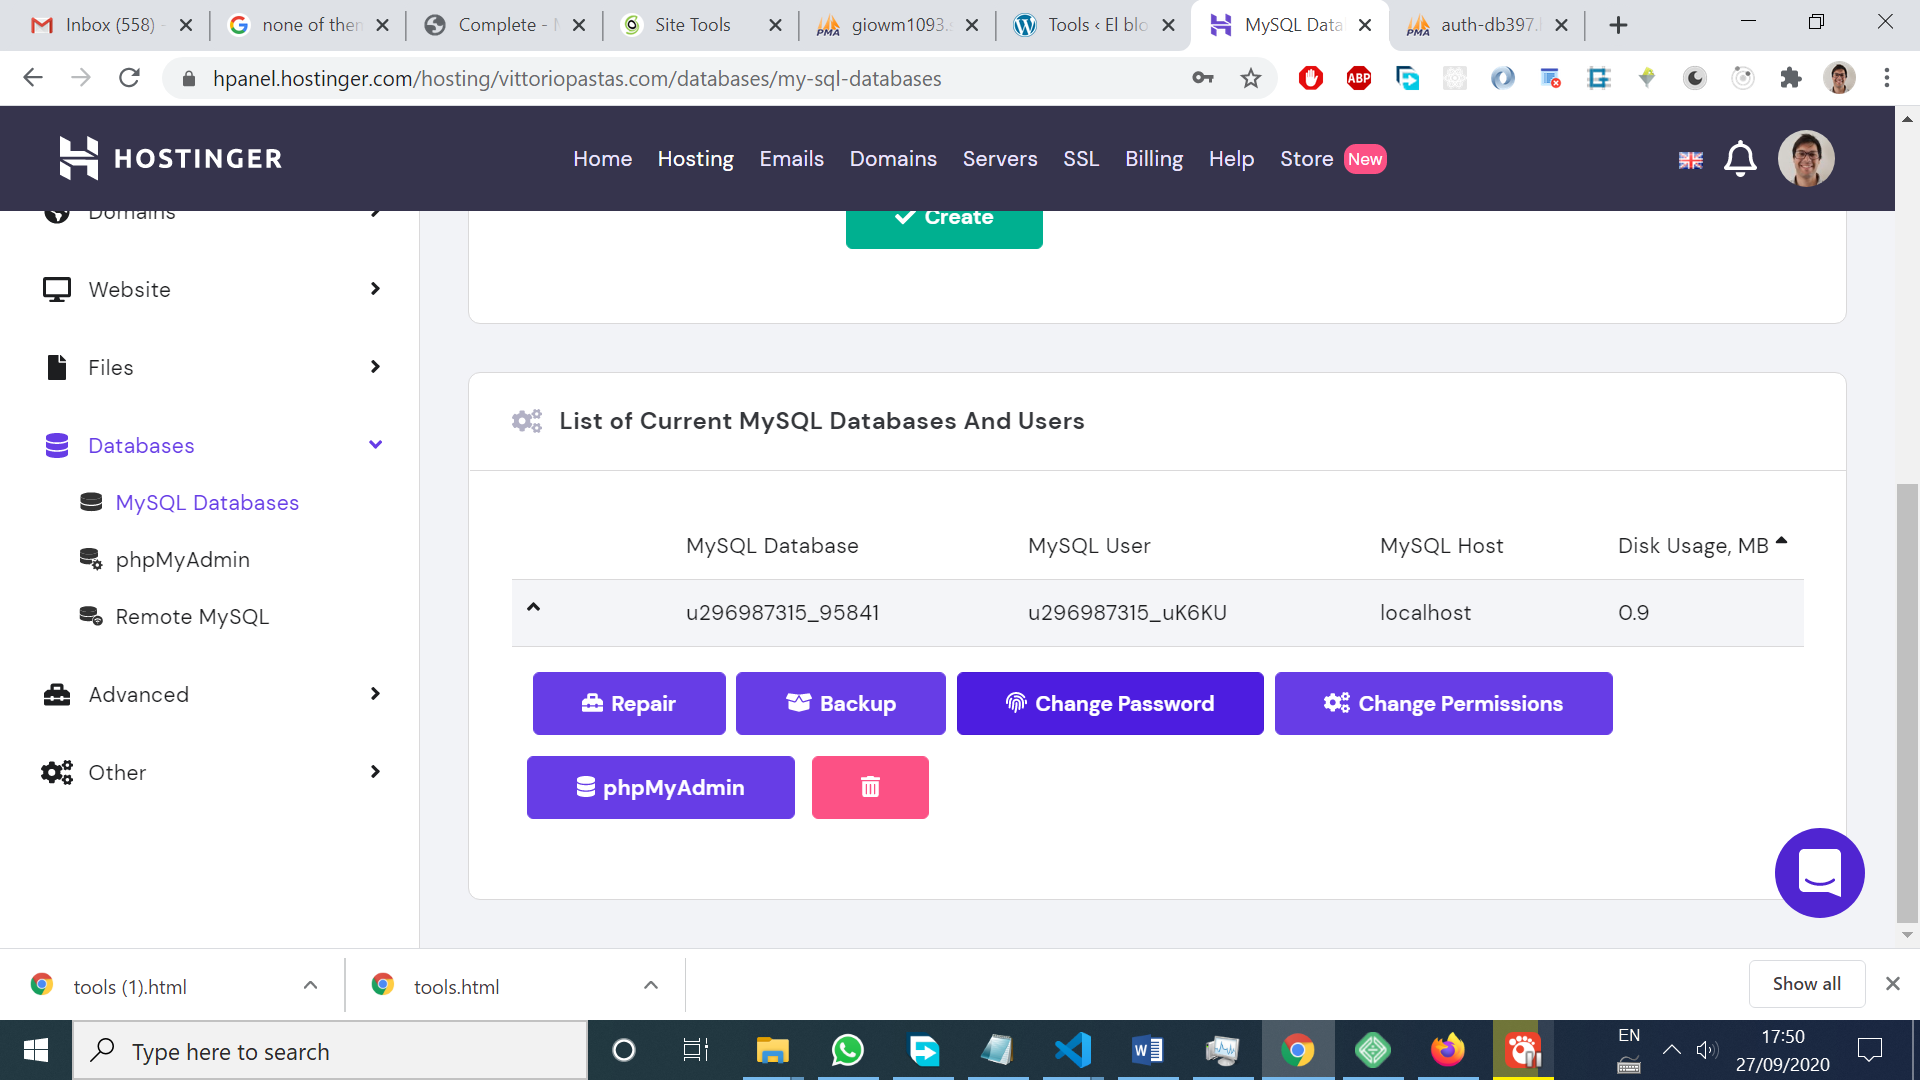 Inbox (558) -
none of then
Complete -
Site Tools
giowm1093.s
Tools ‹ El blo
MySQL Data
auth-db397.
hpanel.hostinger.com/hosting/vittoriopastas.com/databases/my-sql-databases
ABP
HOSTINGER
Home
Hosting
Emails
Domains
Servers
SSL
Billing
Help
Store
New
Domains
Website
Files
Databases
MySQL Databases
phpMyAdmin
Remote MySQL
Advanced
Other
Create
List of Current MySQL Databases And Users
MySQL Database
MySQL User
MySQL Host
Disk Usage, MB
u296987315_95841
u296987315_uK6KU
localhost
0.9
Repair
Backup
Change Password
Change Permissions
phpMyAdmin
tools (1).html
tools.html
Show all
Type here to search
EN
17:50
27/09/2020